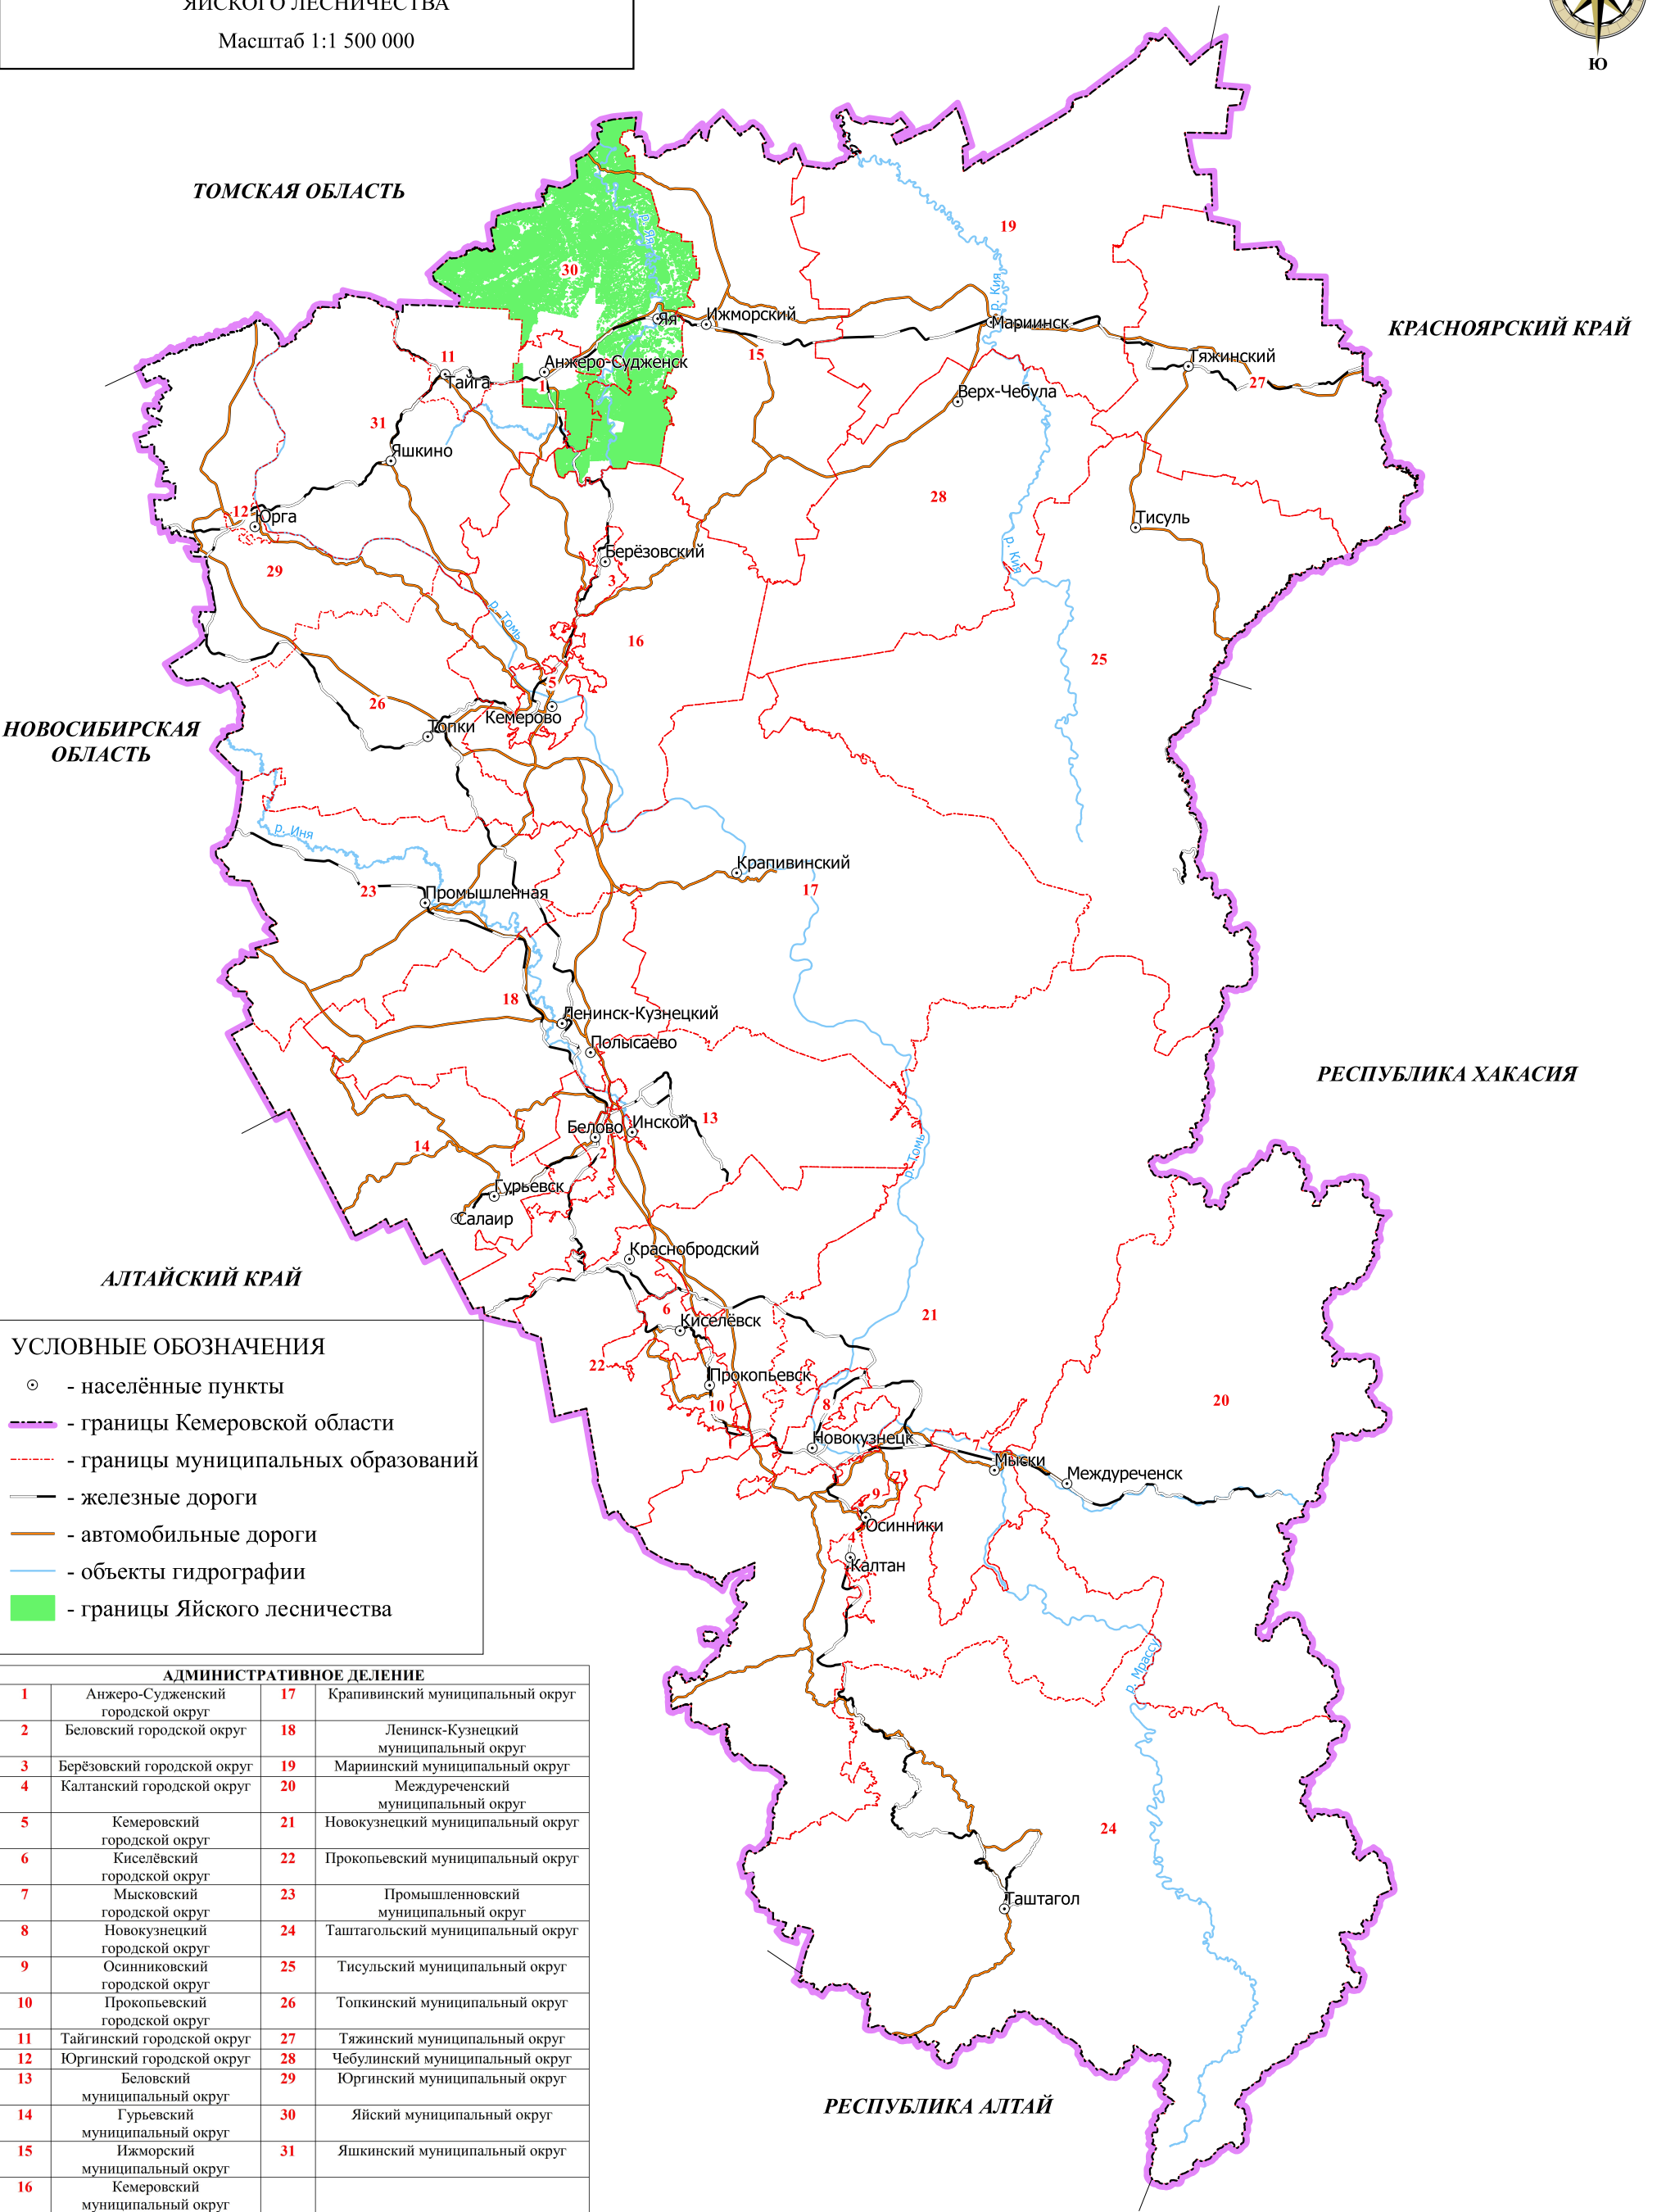 ЯЙСКОГО ЛЕСНИЧЕСТВА
Масштаб 1:1 500 000
Ю
ТОМСКАЯ ОБЛАСТЬ
КРАСНОЯРСКИЙ КРАЙ
НОВОСИБИРСКАЯ
ОБЛАСТЬ
РЕСПУБЛИКА ХАКАСИЯ
АЛТАЙСКИЙ КРАЙ
РЕСПУБЛИКА АЛТАЙ
19
р. Яя
30
р. Кия
Яя
Ижморский
Мариинск
15
11
Тайга
Анжеро-Судженск
1
Тяжинский
27
Верх-Чебула
31
Яшкино
28
12
Юрга
Тисуль
29
Берёзовский
3
р. Кия
р. Томь
16
25
5
26
Кемерово
Топки
р. Иня
Крапивинский
17
23
Промышленная
18
Ленинск-Кузнецкий
Полысаево
Белово
Инской
13
2
14
р. Томь
Гурьевск
Салаир
Краснобродский
6
Киселёвск
21
22
Прокопьевск
10
8
20
Новокузнецк
7
Мыски
Междуреченск
9
Осинники
4
Калтан
р. Мрассу
24
Таштагол
УСЛОВНЫЕ ОБОЗНАЧЕНИЯ
- населённые пункты
- границы Кемеровской области
- границы муниципальных образований
- железные дороги
- автомобильные дороги
- объекты гидрографии
- границы Яйского лесничества
АДМИНИСТРАТИВНОЕ ДЕЛЕНИЕ
1 Анжеро-Судженский 17 Крапивинский муниципальный округ
городской округ
2 Беловский городской округ 18 Ленинск-Кузнецкий
муниципальный округ
3 Берёзовский городской округ 19 Мариинский муниципальный округ
4 Калтанский городской округ 20 Междуреченский
муниципальный округ
5 Кемеровский 21 Новокузнецкий муниципальный округ
городской округ
6 Киселёвский 22 Прокопьевский муниципальный округ
городской округ
7 Мысковский 23 Промышленновский
городской округ муниципальный округ
8 Новокузнецкий 24 Таштагольский муниципальный округ
городской округ
9 Осинниковский 25 Тисульский муниципальный округ
городской округ
10 Прокопьевский 26 Топкинский муниципальный округ
городской округ
11 Тайгинский городской округ 27 Тяжинский муниципальный округ
12 Юргинский городской округ 28 Чебулинский муниципальный округ
13 Беловский 29 Юргинский муниципальный округ
муниципальный округ
14 Гурьевский 30 Яйский муниципальный округ
муниципальный округ
15 Ижморский 31 Яшкинский муниципальный округ
муниципальный округ
16 Кемеровский
муниципальный округ